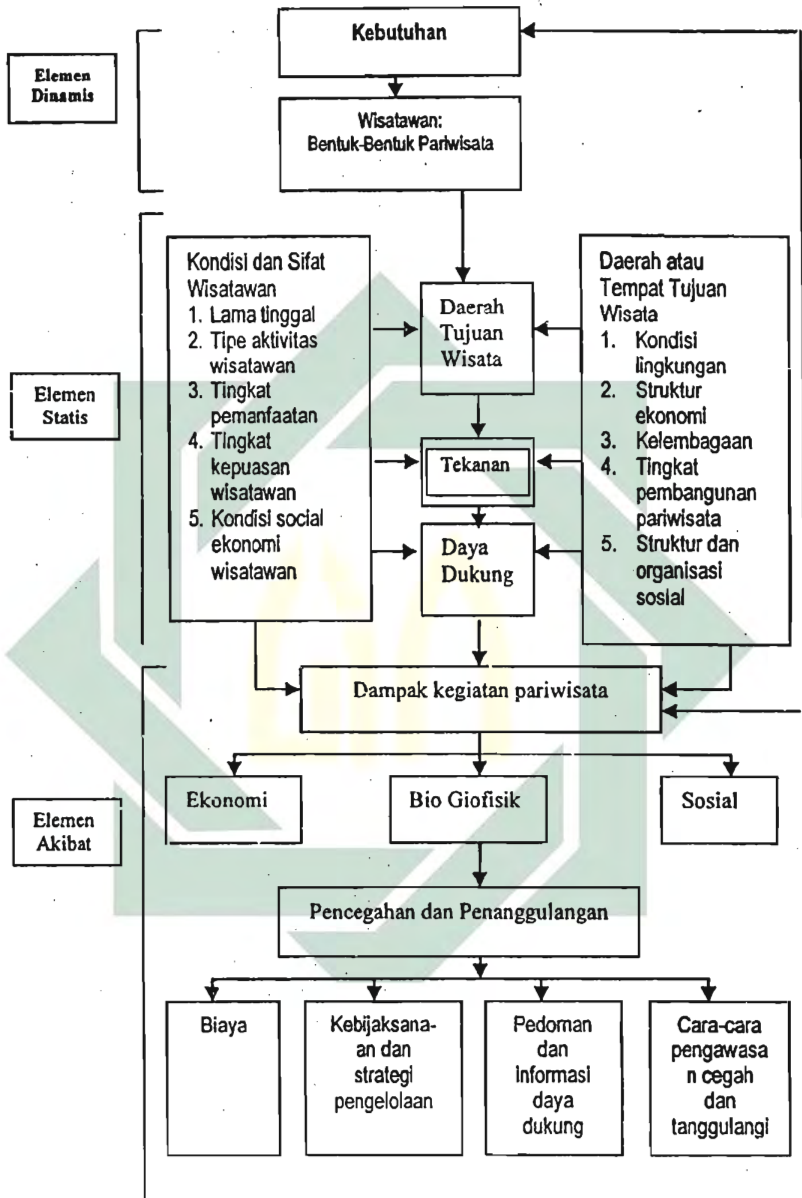 Kebutuhan
Elemen
Dinamis
Wisatawan:
Bentuk-Bentuk Pariwisata
Kondisi dan Sifat
Wisatawan
1. Lama tinggal
2. Tipe aktivitas
wisatawan
3. Tingkat
pemanfaatan
4. Tingkat
kepuasan
wisatawan
5. Kondisi social
ekonomi
wisatawan
Daerah
Tujuan
Wisata
Daerah atau
Tempat Tujuan
Wisata
1. Kondisi
lingkungan
2. Struktur
ekonomi
3. Kelembagaan
4. Tingkat
pembangunan
pariwisata
5. Struktur dan
organisasi
sosial
Elemen
Statis
Tekanan
Daya
Dukung
Dampak kegiatan pariwisata
Ekonomi
Bio Giofisik
Sosial
Elemen
Akibat
Pencegahan dan Penanggulangan
Biaya
Kebijaksana-
an dan
strategi
pengelolaan
Pedoman
dan
informasi
daya
dukung
Cara-cara
pengawasa
n cegah
dan
tanggulangi